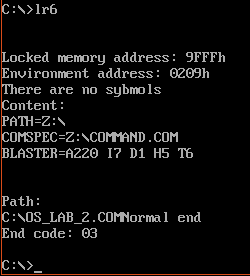 C:\>lr6
Locked memory address: 9FFFh
Environment address: 0209h
There are no sybmols
Content:
PATH=Z:\
COMSPEC=Z:\COMMAND.COM
BLASTER=A220 I7 D1 H5 T6
Path:
C:\OS_LAB_2.COMNormal end
End code: 03
C:\>_